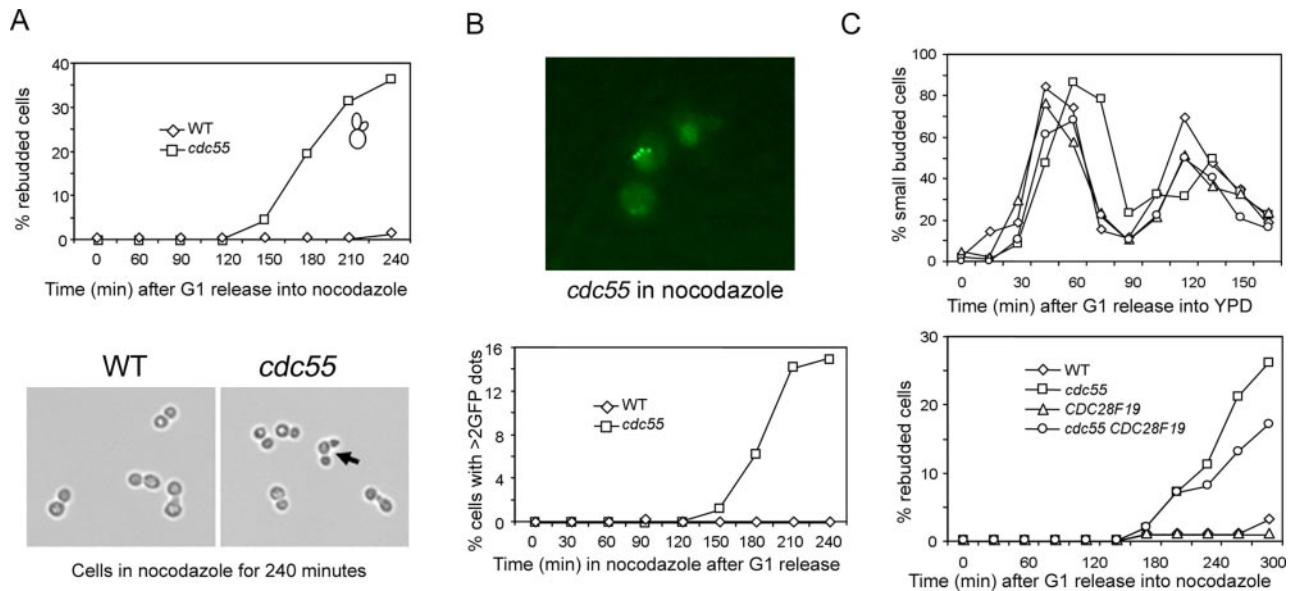 A
% rebudded cells
40
35
30
25
20
15
10
5
0
WT
cdc55
0 60 90 120 150 180 210 240
Time (min) after G1 release into nocodazole
WT cdc55
Cells in nocodazole for 240 minutes
B
cdc55 in nocodazole
% cells with >2GFP dots
16
12
8
4
0
WT
cdc55
0 30 60 90 120 150 180 210 240
Time (min) in nocodazole after G1 release
C
% small budded cells
100
80
60
40
20
0
0 30 60 90 120 150
Time (min) after G1 release into YPD
% rebudded cells
30
20
10
0
WT
cdc55
CDC28F19
cdc55 CDC28F19
0 60 120 180 240 300
Time (min) after G1 release into nocodazole